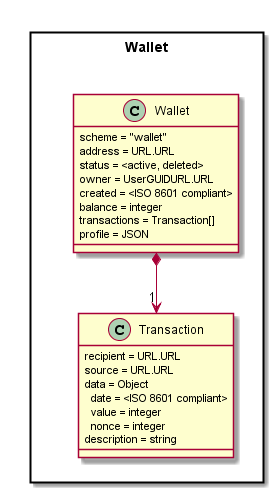 Wallet
C Wallet
scheme = "wallet"
address = URL.URL
status = <active, deleted>
owner = UserGUIDURL.URL
created = <ISO 8601 compliant>
balance = integer
transactions = Transaction[]
profile = JSON
1
C Transaction
recipient = URL.URL
source = URL.URL
data = Object
date = <ISO 8601 compliant>
value = integer
nonce = integer
description = string